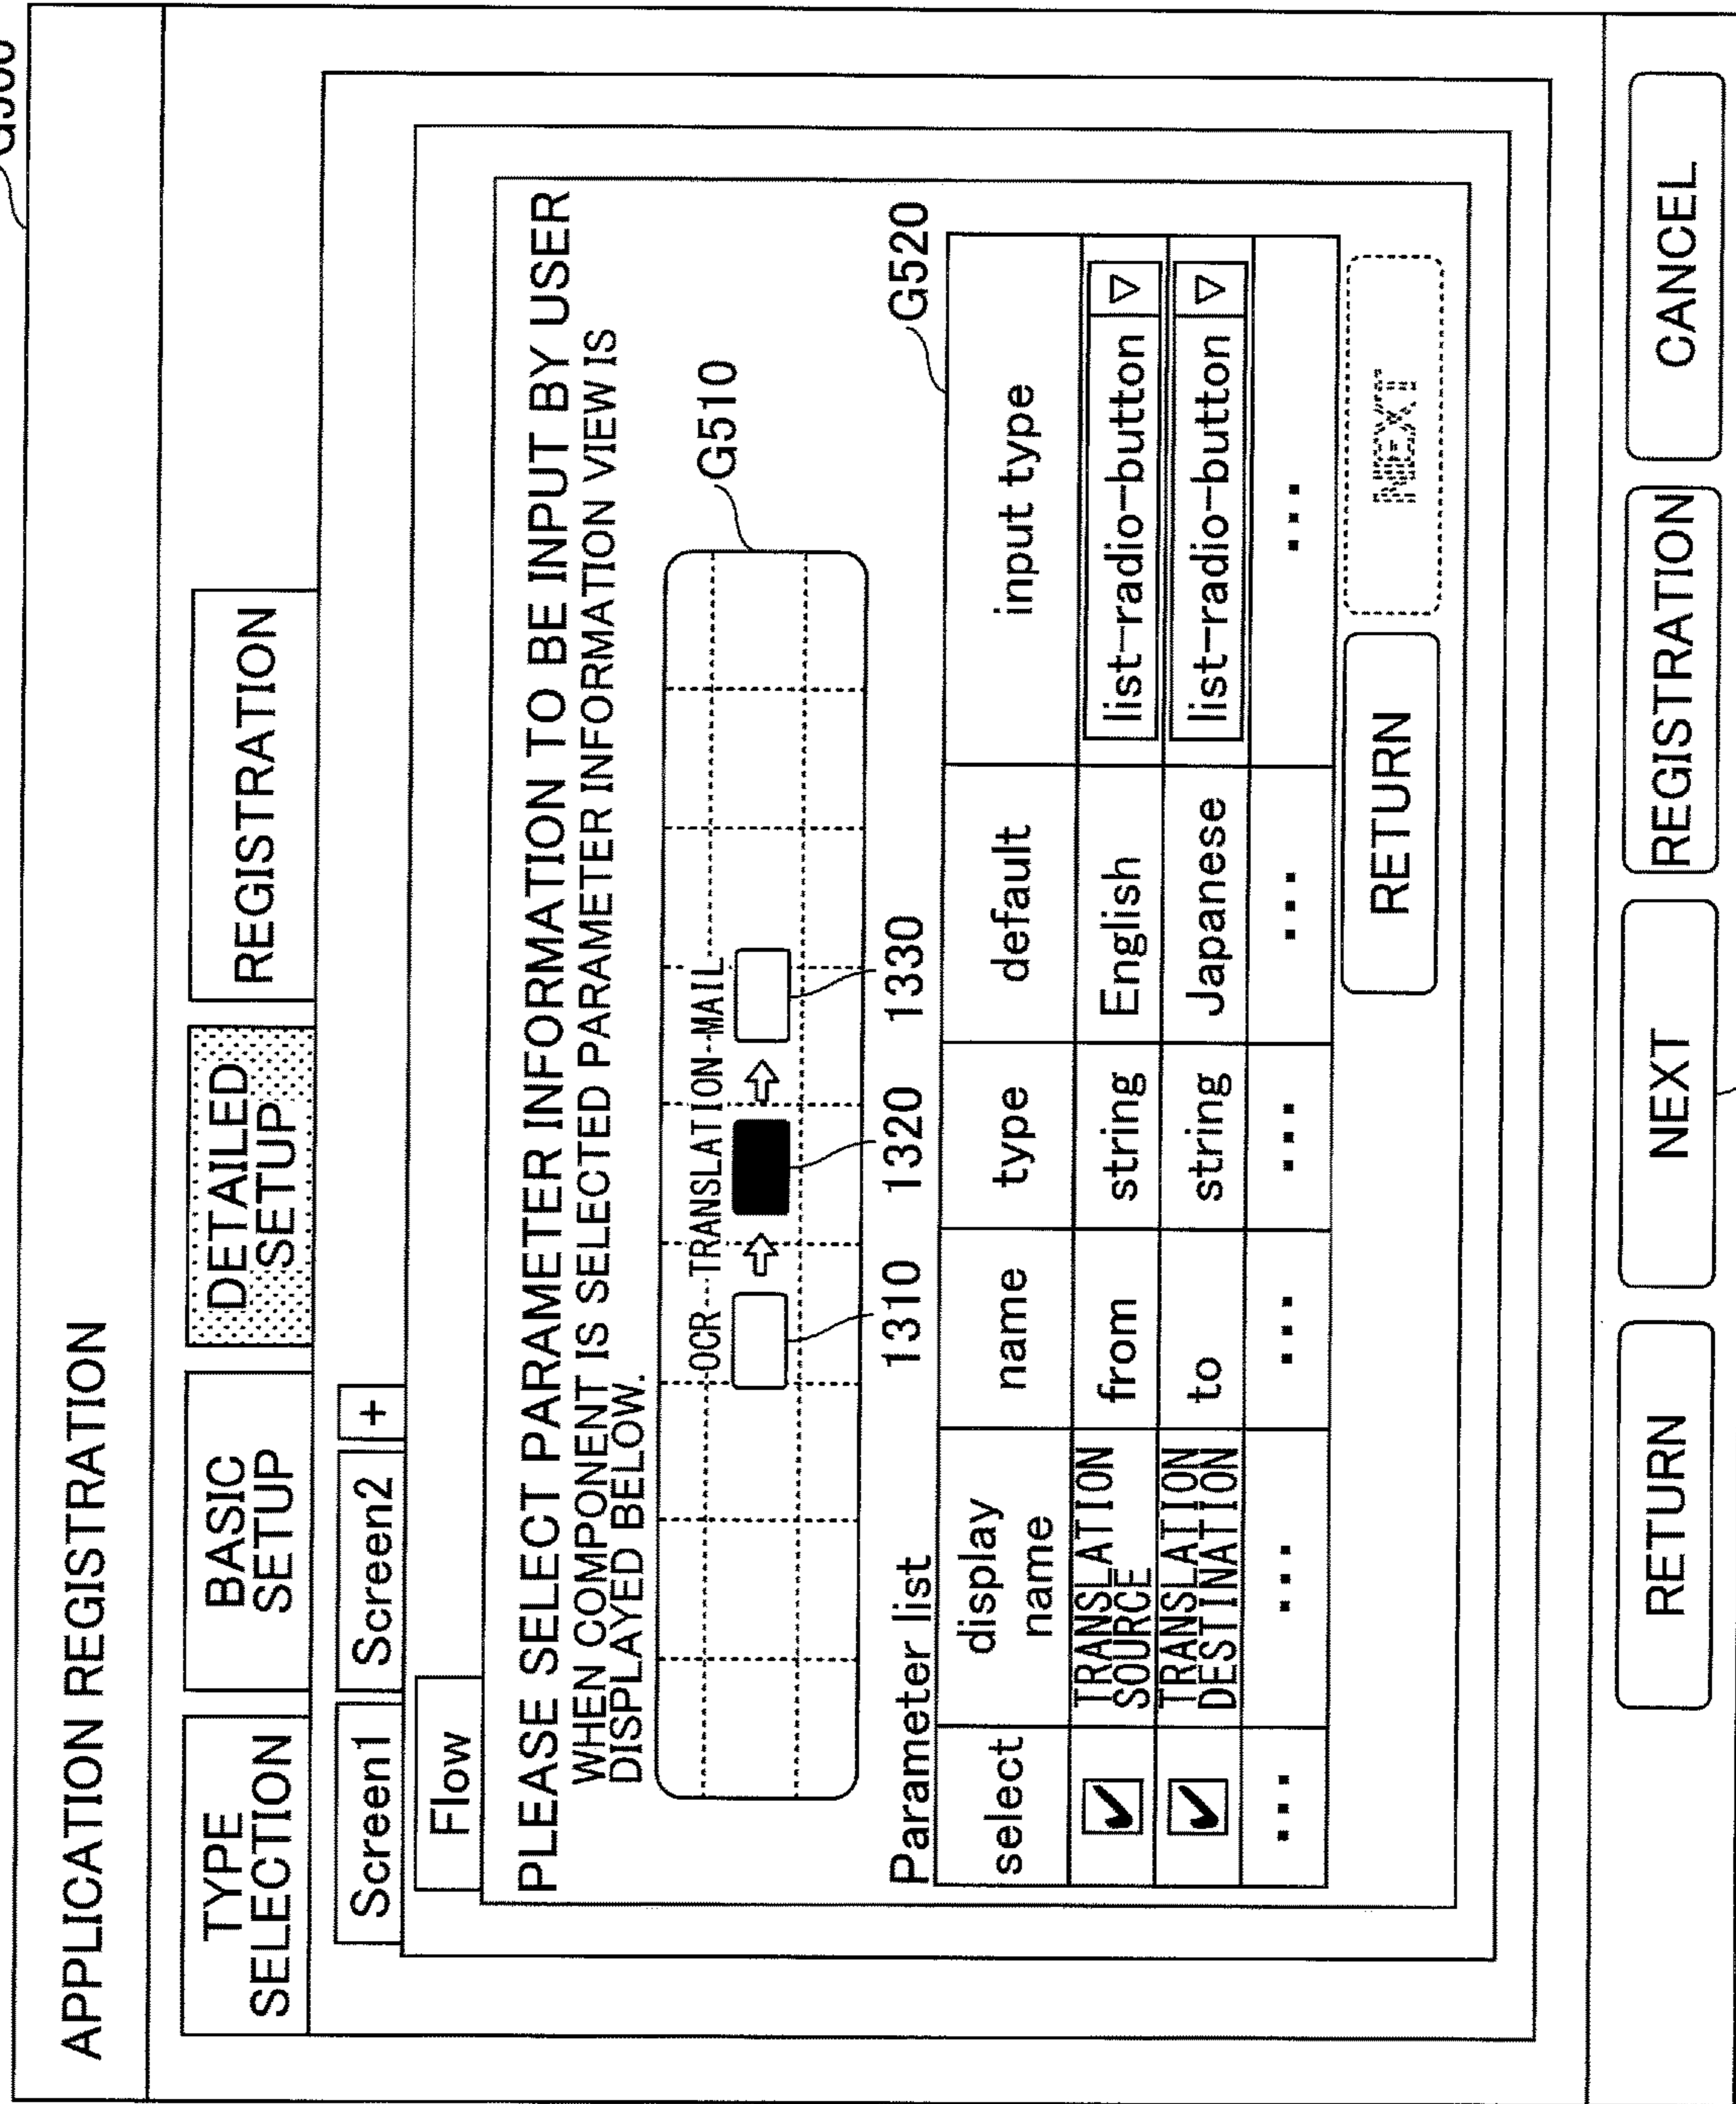 APPLICATION REGISTRATION
TYPE
SELECTION
BASIC
SETUP
DETAILED
SETUP
REGISTRATION
Screen1
Screen2
+
Flow
PLEASE SELECT PARAMETER INFORMATION TO BE INPUT BY USER
WHEN COMPONENT IS SELECTED PARAMETER INFORMATION VIEW IS
DISPLAYED BELOW.
G510
OCR
TRANSLATION
MAIL
1310
1320
1330
Parameter list
G520
select
display
name
name
type
default
input type
TRANSLATION
SOURCE
from
string
English
list-radio-button
TRANSLATION
DESTINATION
to
string
Japanese
list-radio-button
...
...
...
...
...
...
RETURN
NEXT
RETURN
NEXT
REGISTRATION
CANCEL